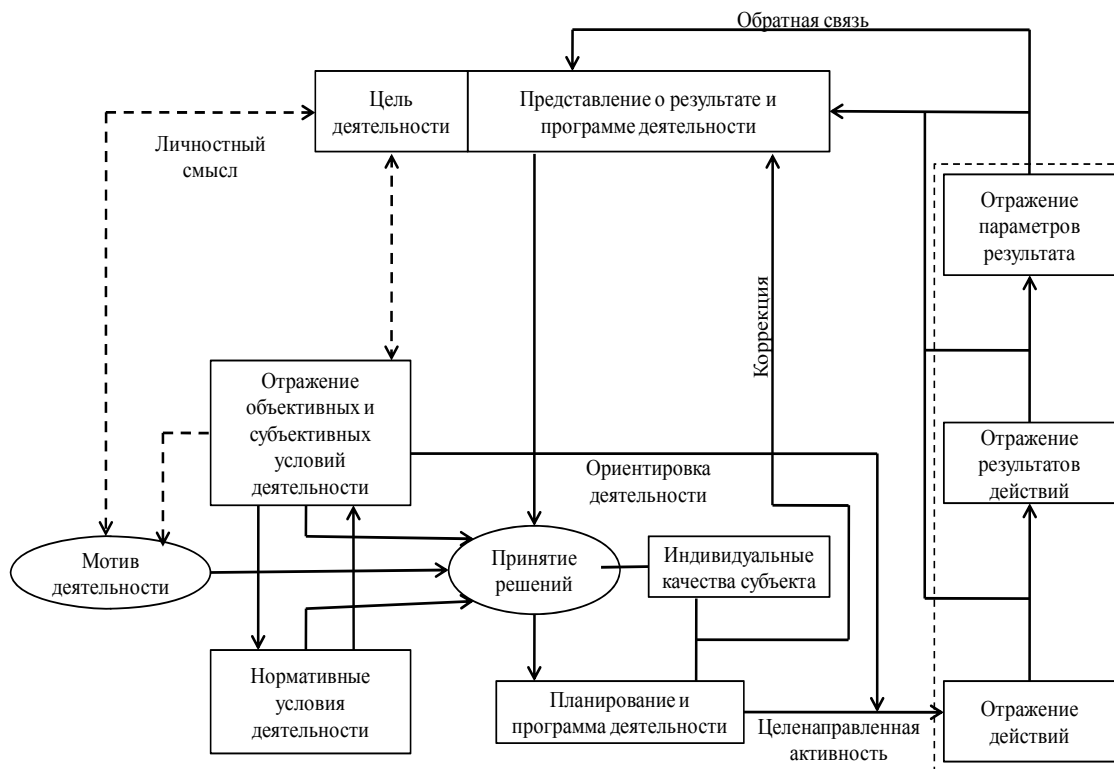 Обратная связь
Цель
деятельности
Представление о результате и
программе деятельности
Личностный
смысл
Отражение
параметров
результата
Коррекция
Отражение
объективных и
субъективных
условий
деятельности
Ориентировка
деятельности
Отражение
результатов
действий
Мотив
деятельности
Принятие
решений
Индивидуальные
качества субъекта
Нормативные
условия
деятельности
Планирование и
программа деятельности
Целенаправленная
активность
Отражение
действий